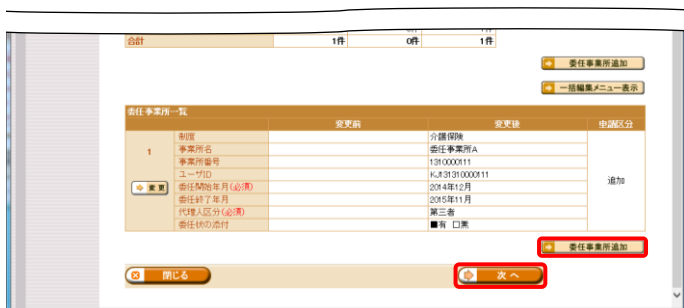 合計 1件 0件 1件
委任事業所追加
一括編集メニュー表示
委任事業所一覧
変更前 変更後 申請区分
1
変更
制度 介護保険
事業所名 委任事業所A
事業所番号 1310000111
ユーザID KJ131310000111
委任開始年月(必須) 2014年12月
委任終了年月 2015年11月
代理人区分(必須) 第三者
委任状の添付 ■有 □無
追加
委任事業所追加
閉じる 次へ